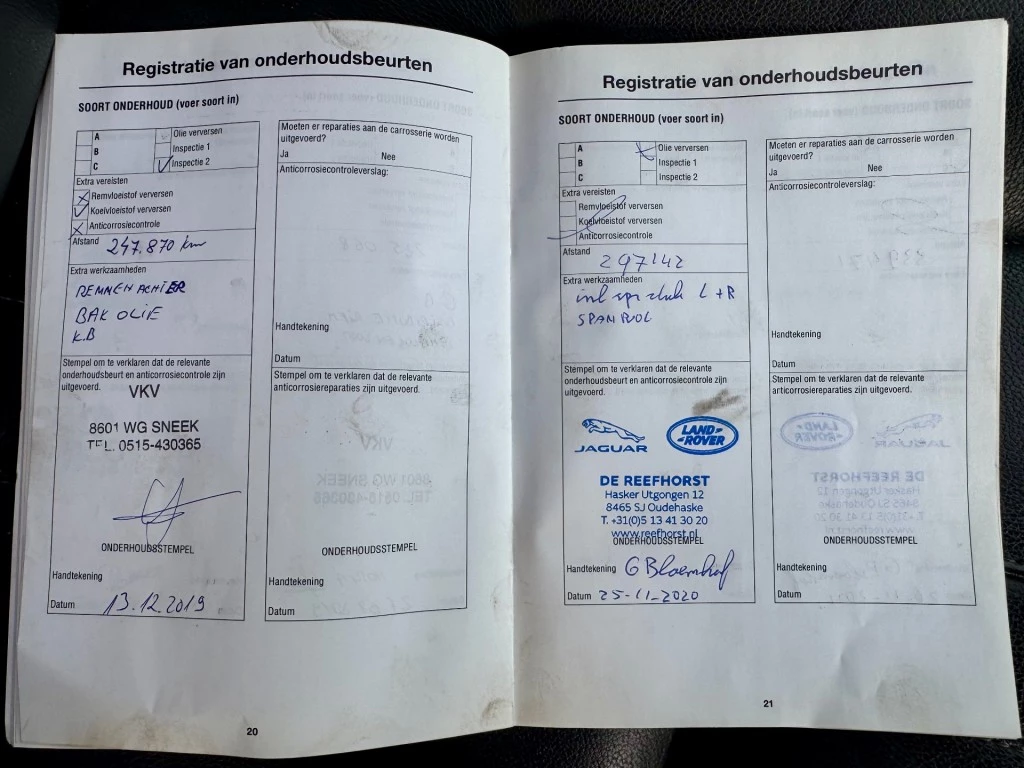 Registratie van onderhoudsbeurten
SOORT ONDERHOUD (voer soort in)
A
B
C
Olie verversen
Inspectie 1
Inspectie 2
Extra vereisten
Remvloeistof verversen
Koelvloeistof verversen
Anticorrosiecontrole
Afstand 247.870 km
Extra werkzaamheden
REMMEN ACHTER
BAK OLIE
K.B
Stempel om te verklaren dat de relevante
onderhoudsbeurt en anticorrosiecontrole zijn
uitgevoerd.
VKV
8601 WG SNEEK
TEL. 0515-430365
ONDERHOUDSSTEMPEL
Handtekening
Datum 13.12.2019
Moeten er reparaties aan de carrosserie worden
uitgevoerd?
Ja Nee
Anticorrosiecontroleverslag:
Handtekening
Datum
Stempel om te verklaren dat de relevante
anticorrosiereparaties zijn uitgevoerd.
ONDERHOUDSSTEMPEL
Handtekening
Datum
20
Registratie van onderhoudsbeurten
SOORT ONDERHOUD (voer soort in)
A
B
C
Olie verversen
Inspectie 1
Inspectie 2
Extra vereisten
Remvloeistof verversen
Koelvloeistof verversen
Anticorrosiecontrole
Afstand 297142
Extra werkzaamheden
L + R
SPANROL
Stempel om te verklaren dat de relevante
onderhoudsbeurt en anticorrosiecontrole zijn
uitgevoerd.
JAGUAR
LAND-
-ROVER
DE REEFHORST
Hasker Utgongen 12
8465 SJ Oudehaske
T. +31(0)5 13 41 30 20
www.reefhorst.nl
ONDERHOUDSSTEMPEL
Handtekening G Bloemhof
Datum 25-11-2020
Moeten er reparaties aan de carrosserie worden
uitgevoerd?
Ja Nee
Anticorrosiecontroleverslag:
Handtekening
Datum
Stempel om te verklaren dat de relevante
anticorrosiereparaties zijn uitgevoerd.
ONDERHOUDSSTEMPEL
Handtekening
Datum
21